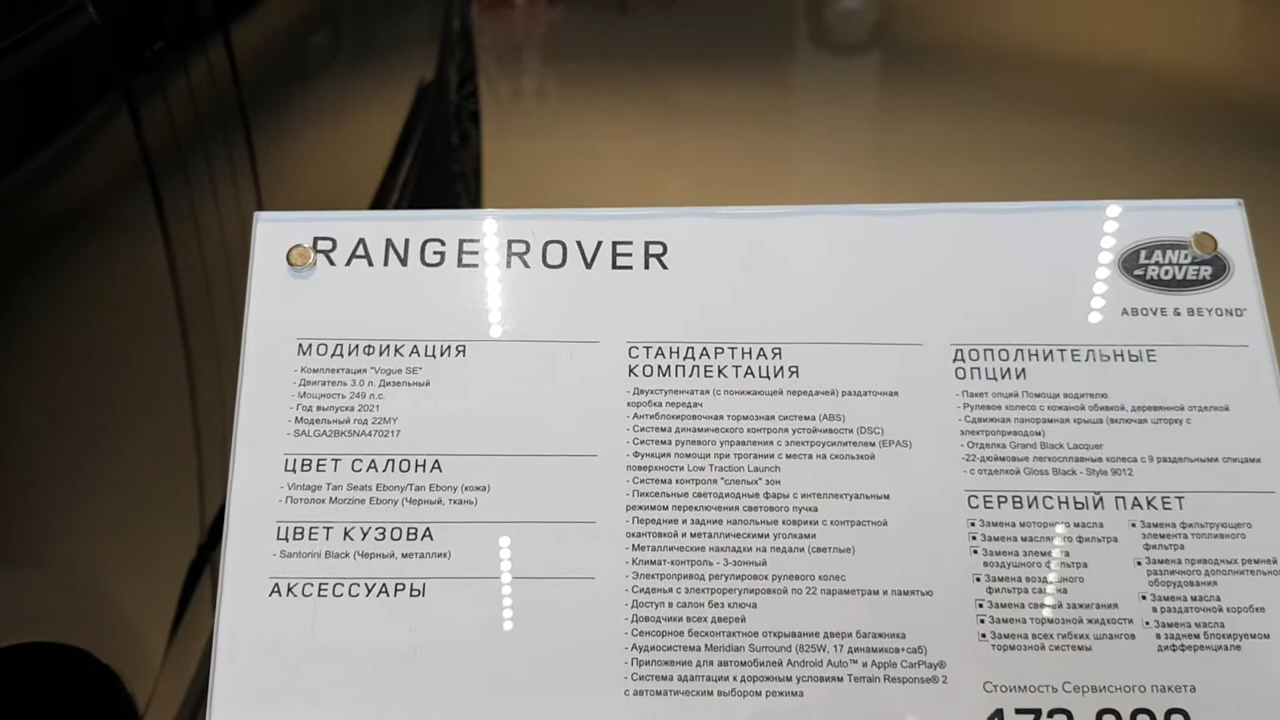 RANGE ROVER
LAND
ROVER
ABOVE & BEYOND
МОДИФИКАЦИЯ
- Комплектация "Vogue SE"
- Двигатель 3.0 л. Дизельный
- Мощность 249 л.с.
- Год выпуска 2021
- Модельный год 22MY
- SALGA2BK5NA470217
ЦВЕТ САЛОНА
- Vintage Tan Seats Ebony/Tan Ebony (кожа)
- Потолок Morzine Ebony (Черный, ткань)
ЦВЕТ КУЗОВА
- Santorini Black (Черный, металлик)
АКСЕССУАРЫ
СТАНДАРТНАЯ
КОМПЛЕКТАЦИЯ
- Двухступенчатая (с понижающей передачей) раздаточная
коробка передач
- Антиблокировочная тормозная система (ABS)
- Система динамического контроля устойчивости (DSC)
- Система рулевого управления с электроусилителем (EPAS)
- Функция помощи при трогании с места на скользкой
поверхности Low Traction Launch
- Система контроля "слепых" зон
- Пиксельные светодиодные фары с интеллектуальным
режимом переключения светового пучка
- Передние и задние напольные коврики с контрастной
окантовкой и металлическими уголками
- Металлические накладки на педали (светлые)
- Климат-контроль - 3-зонный
- Электропривод регулировок рулевого колес
- Сиденья с электрорегулировкой по 22 параметрам и памятью
- Доступ в салон без ключа
- Доводчики всех дверей
- Сенсорное бесконтактное открывание двери багажника
- Аудиосистема Meridian Surround (825W, 17 динамиков+саб)
- Приложение для автомобилей Android Auto™ и Apple CarPlay®
- Система адаптации к дорожным условиям Terrain Response® 2
с автоматическим выбором режима
ДОПОЛНИТЕЛЬНЫЕ
ОПЦИИ
- Пакет опций Помощи водителю
- Рулевое колесо с кожаной обивкой, деревянной отделкой
- Сдвижная панорамная крыша (включая шторку с
электроприводом)
- Отделка Grand Black Lacquer
-22-дюймовые легкосплавные колеса с 9 раздельными спицами
- с отделкой Gloss Black - Style 9012
СЕРВИСНЫЙ ПАКЕТ
Замена моторного масла
Замена масляного фильтра
Замена элемента
воздушного фильтра
Замена воздушного
фильтра салона
Замена свечей зажигания
Замена тормозной жидкости
Замена всех гибких шлангов
тормозной системы
Замена фильтрующего
элемента топливного
фильтра
Замена приводных ремней
различного дополнительно
оборудования
Замена масла
в раздаточной коробке
Замена масла
в заднем блокируемом
дифференциале
Стоимость Сервисного пакета